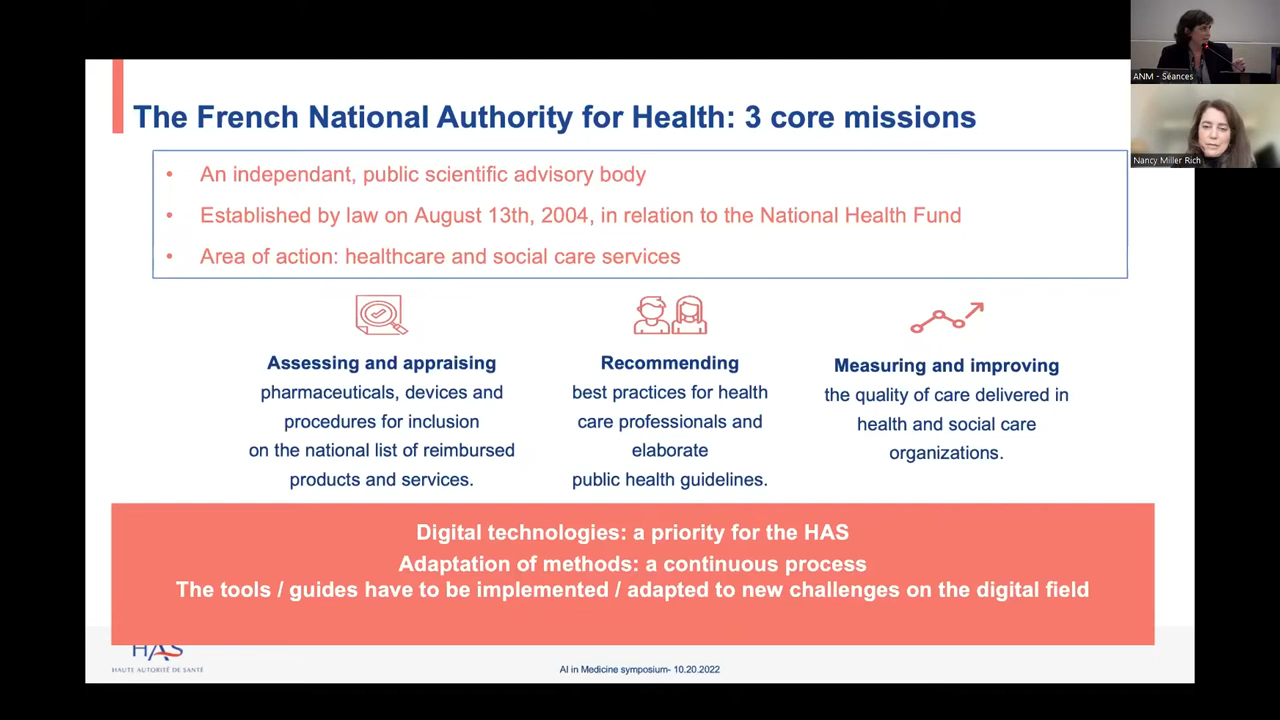 ANM - Séances
Nancy Miller Rich
The French National Authority for Health: 3 core missions
• An independant, public scientific advisory body
• Established by law on August 13th, 2004, in relation to the National Health Fund
• Area of action: healthcare and social care services
Assessing and appraising
pharmaceuticals, devices and
procedures for inclusion
on the national list of reimbursed
products and services.
Recommending
best practices for health
care professionals and
elaborate
public health guidelines.
Measuring and improving
the quality of care delivered in
health and social care
organizations.
Digital technologies: a priority for the HAS
Adaptation of methods: a continuous process
The tools / guides have to be implemented / adapted to new challenges on the digital field
HAS
HAUTE AUTORITÉ DE SANTÉ
AI in Medicine symposium- 10.20.2022